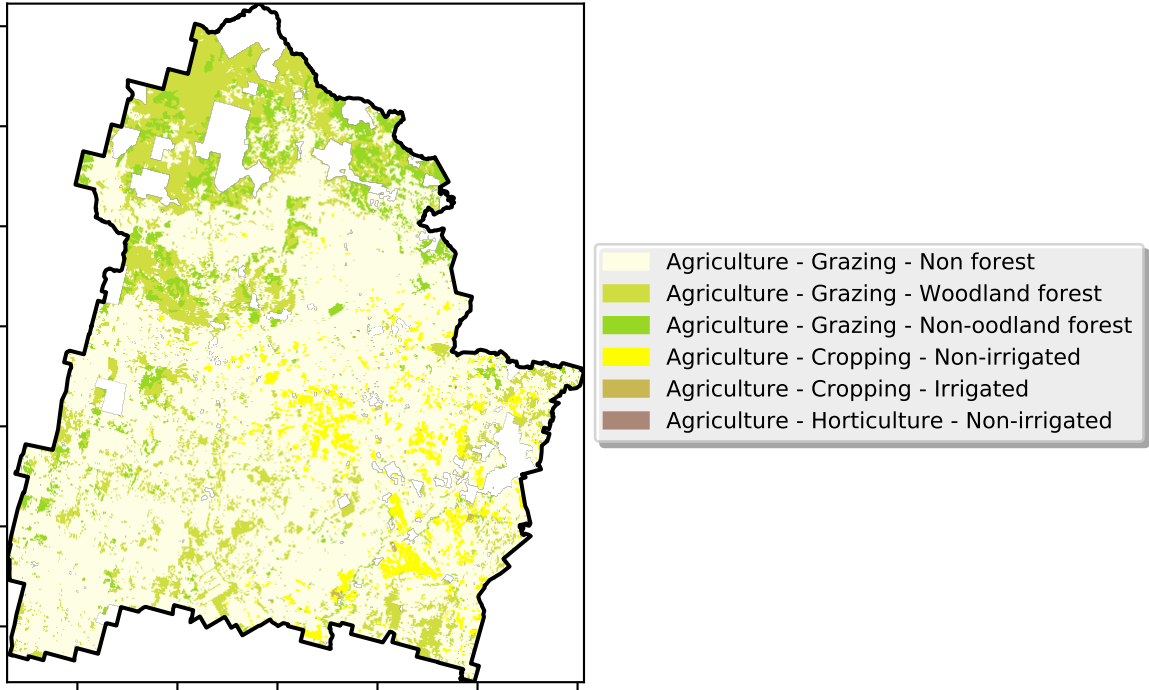 Agriculture - Grazing - Non forest
Agriculture - Grazing - Woodland forest
Agriculture - Grazing - Non-oodland forest
Agriculture - Cropping - Non-irrigated
Agriculture - Cropping - Irrigated
Agriculture - Horticulture - Non-irrigated